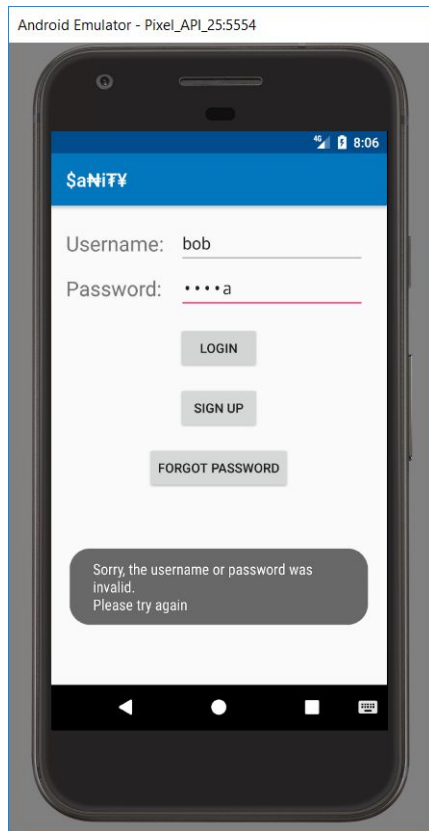 Android Emulator - Pixel_API_25:5554
4G 8:06
$a₦i₮¥
Username: bob
Password: ••••a
LOGIN
SIGN UP
FORGOT PASSWORD
Sorry, the username or password was
invalid.
Please try again